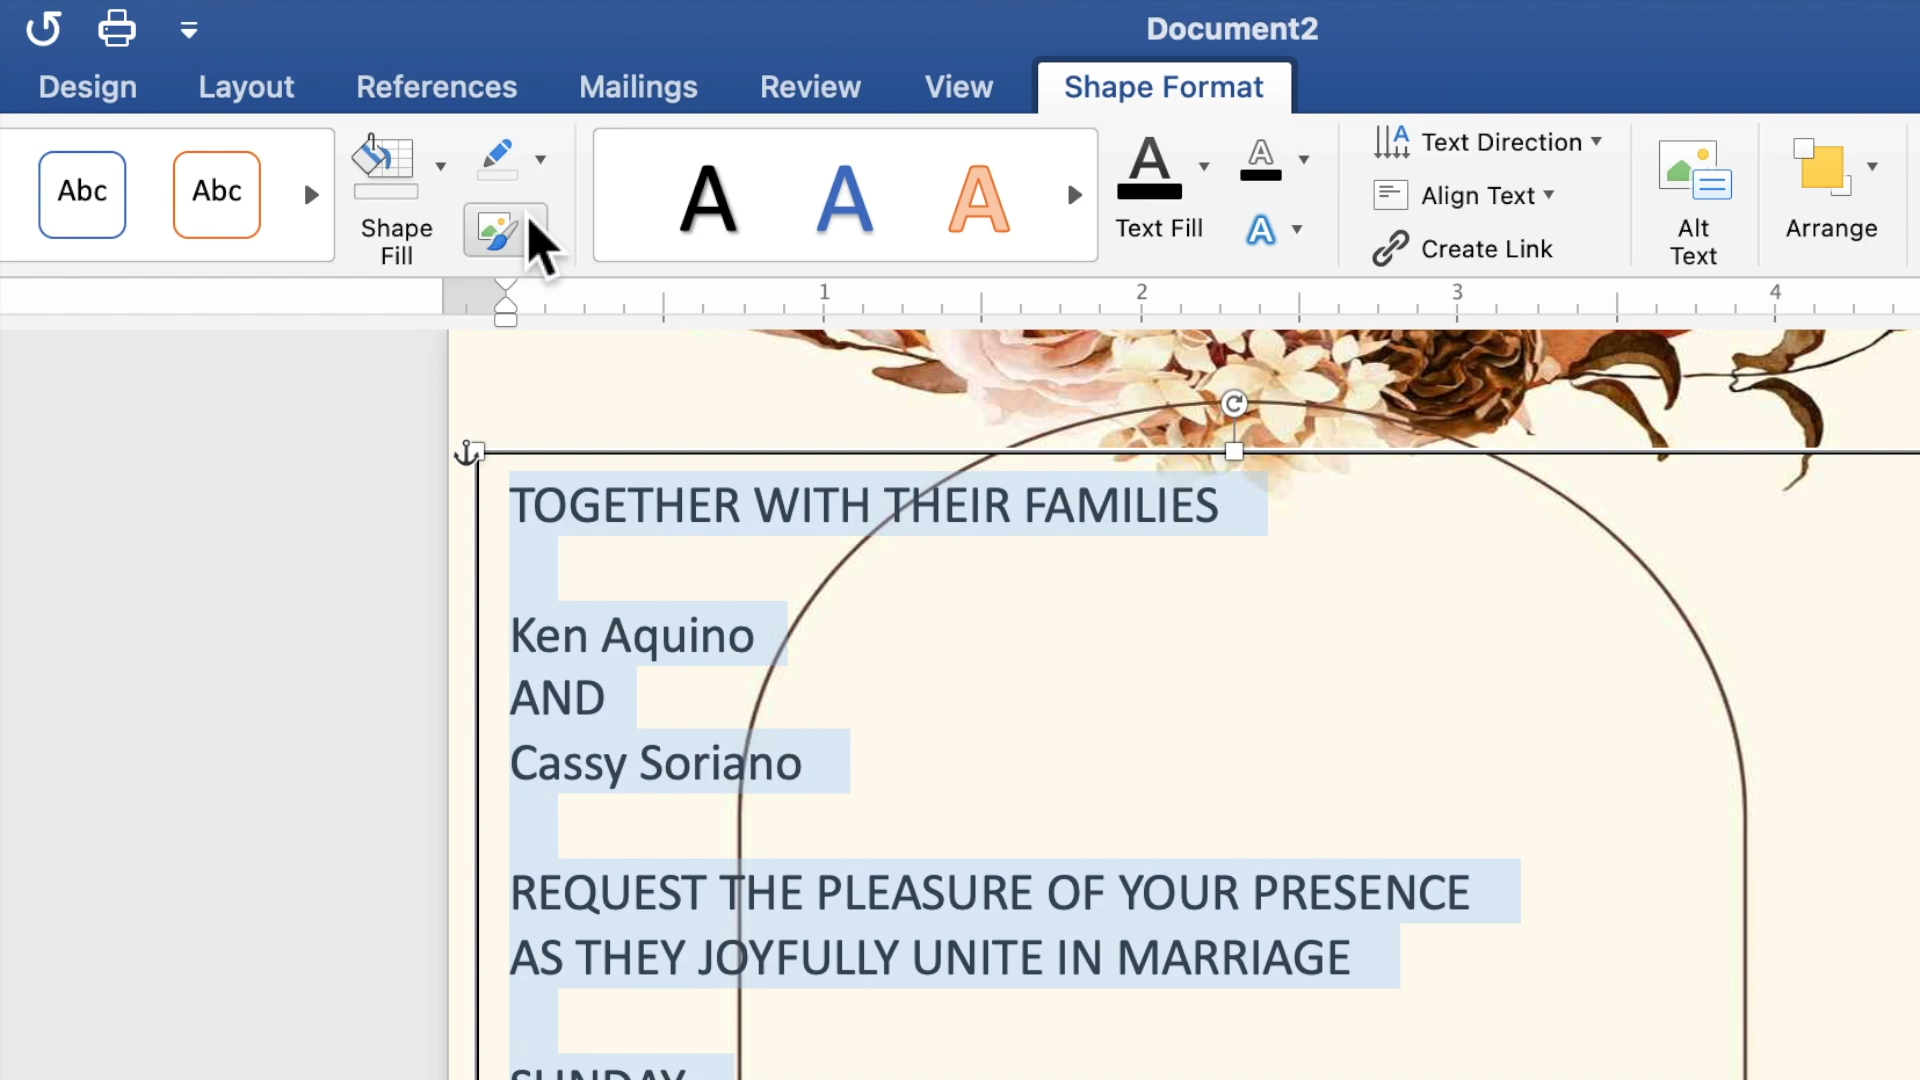 Document2
Design Layout References Mailings Review View Shape Format
Abc Abc
Shape
Fill
A A A
A
Text Fill
A
A
Text Direction
Align Text
Create Link
Alt
Text
Arrange
1 2 3 4
TOGETHER WITH THEIR FAMILIES
Ken Aquino
AND
Cassy Soriano
REQUEST THE PLEASURE OF YOUR PRESENCE
AS THEY JOYFULLY UNITE IN MARRIAGE
SUNDAY